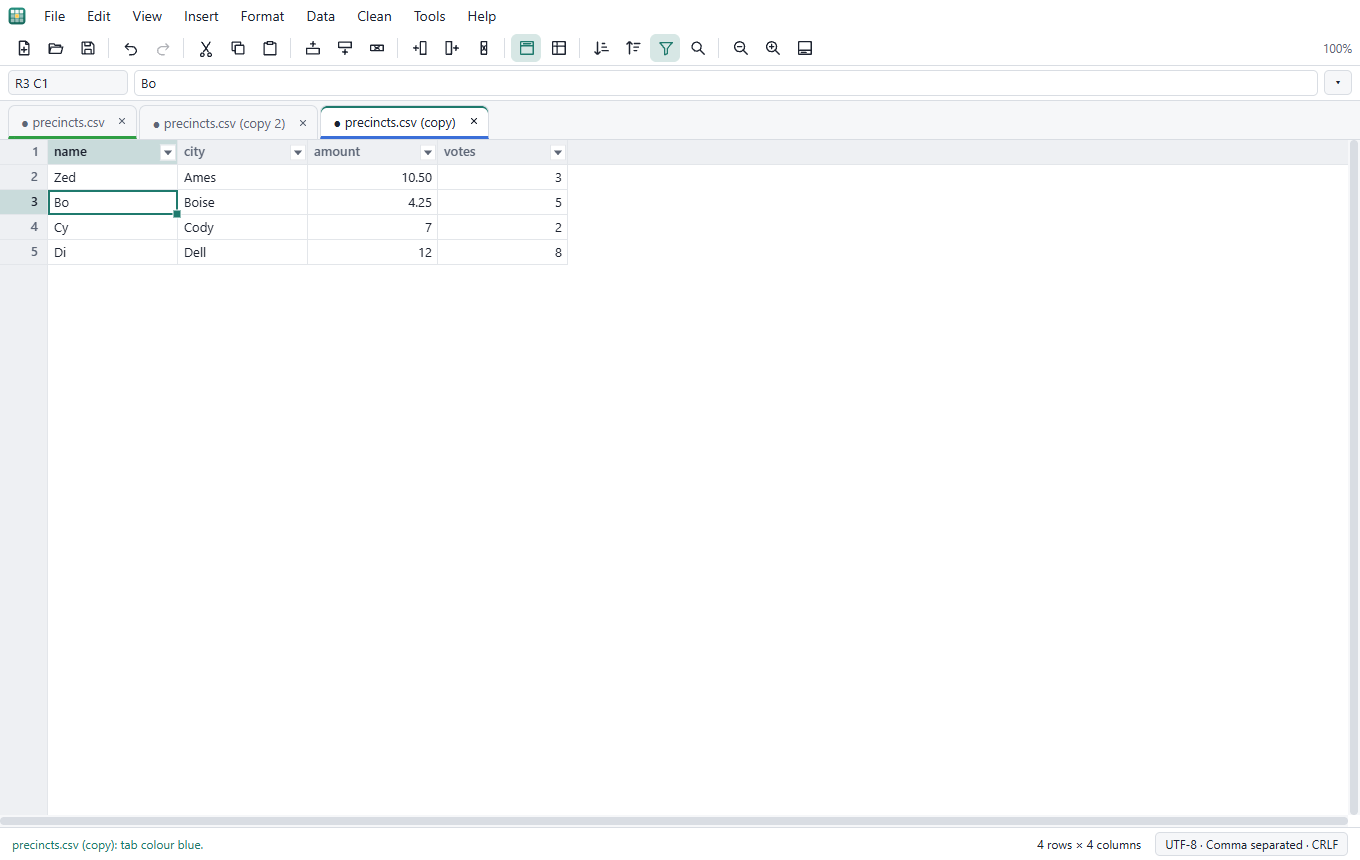 File Edit View Insert Format Data Clean Tools Help
100%
R3 C1 Bo
● precincts.csv × ● precincts.csv (copy 2) × ● precincts.csv (copy) ×
1 name city amount votes
2 Zed Ames 10.50 3
3 Bo Boise 4.25 5
4 Cy Cody 7 2
5 Di Dell 12 8
precincts.csv (copy): tab colour blue. 4 rows × 4 columns UTF-8 · Comma separated · CRLF